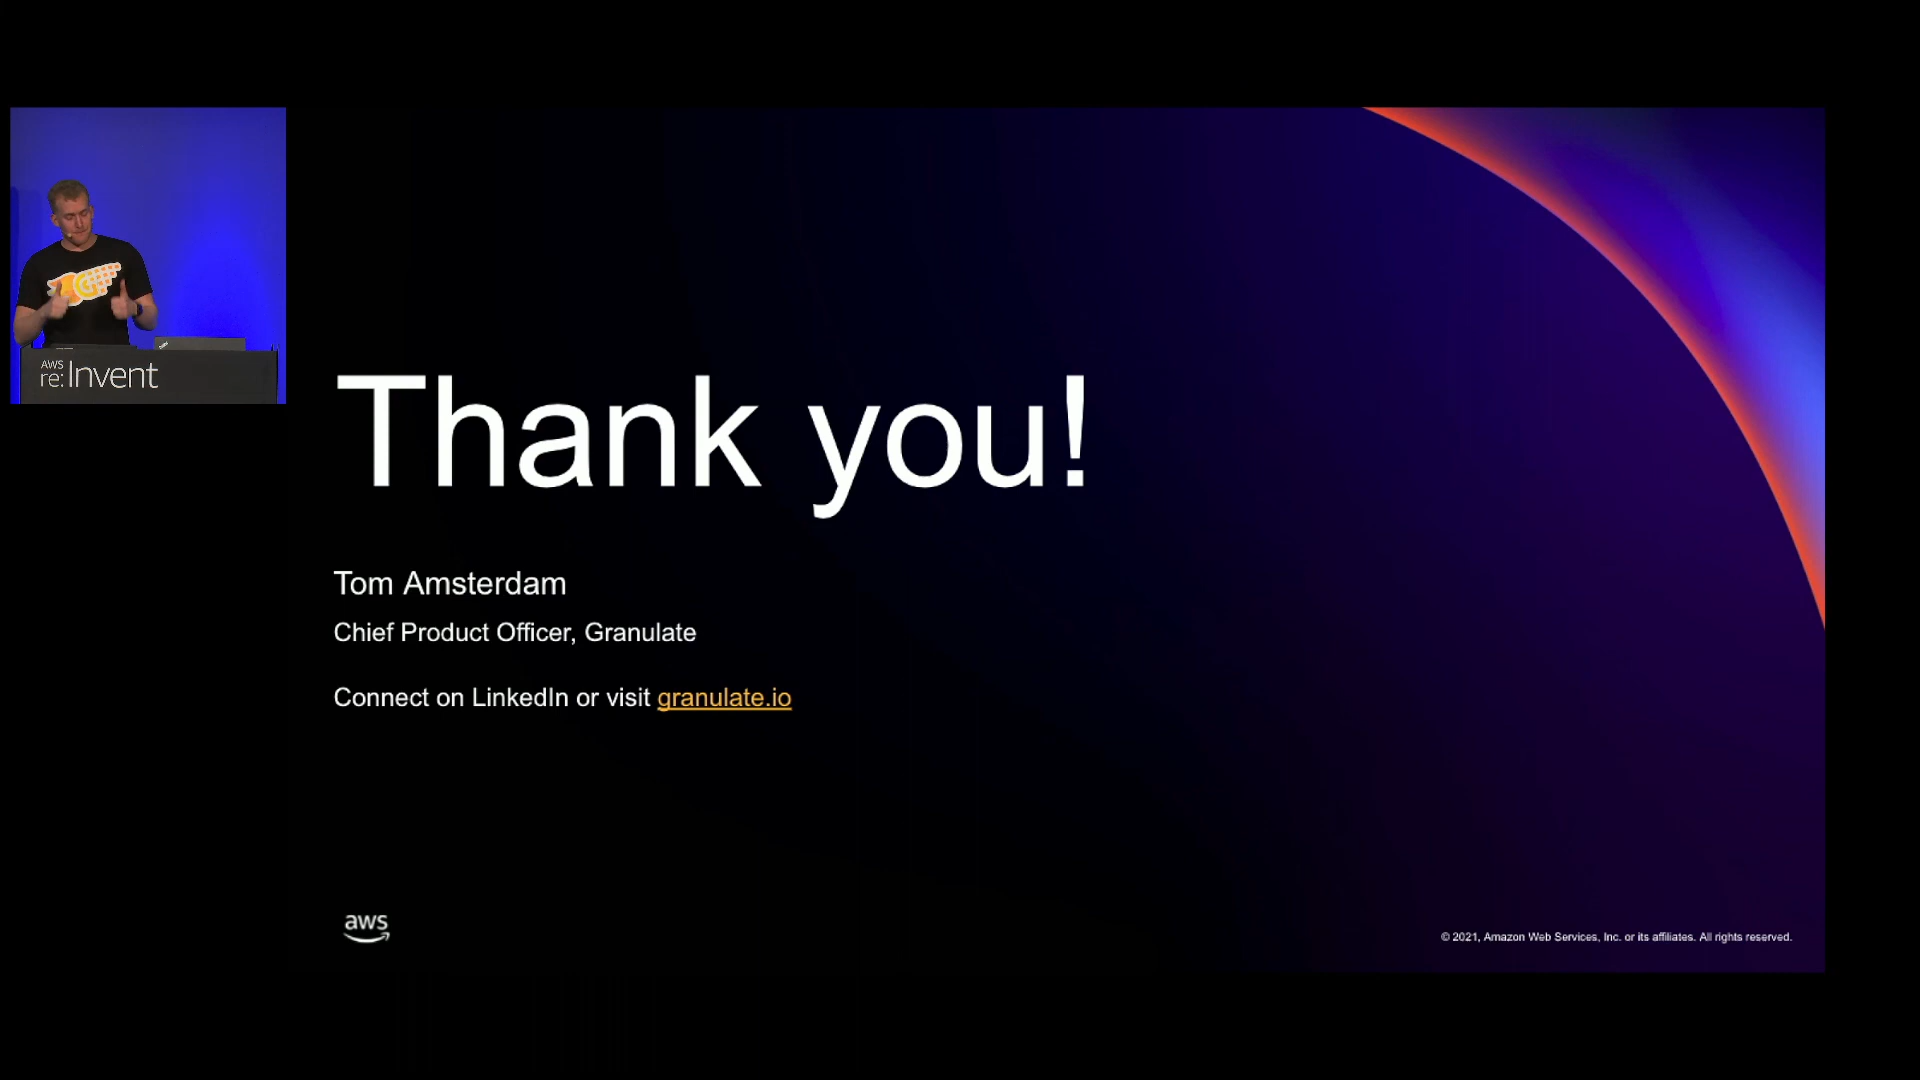 AWS
re:Invent
Thank you!
Tom Amsterdam
Chief Product Officer, Granulate
Connect on LinkedIn or visit granulate.io
aws
© 2021, Amazon Web Services, Inc. or its affiliates. All rights reserved.